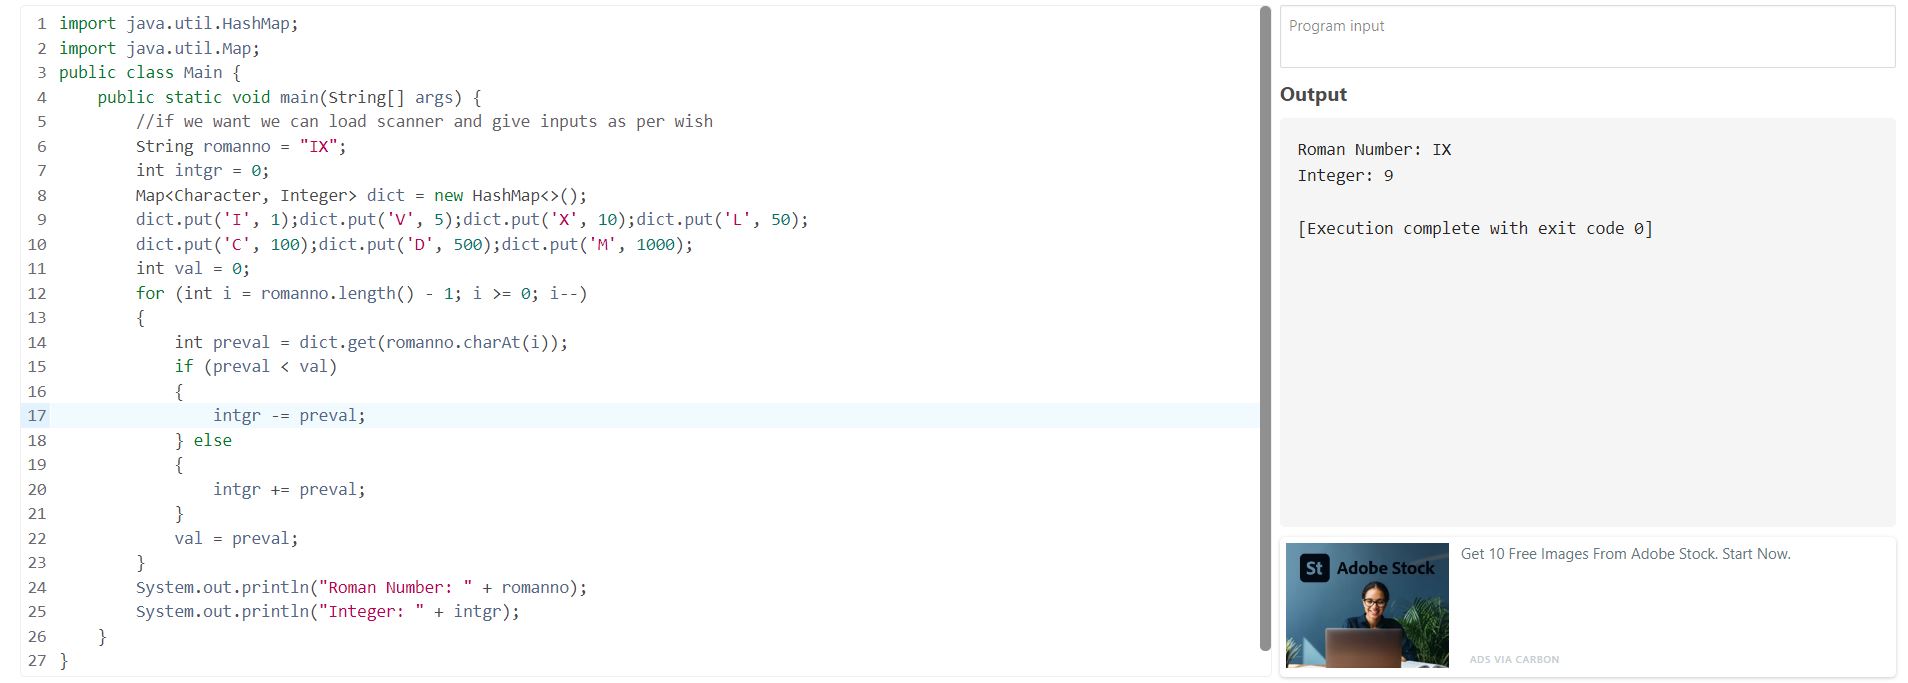 1 import java.util.HashMap;
2 import java.util.Map;
3 public class Main {
4     public static void main(String[] args) {
5         //if we want we can load scanner and give inputs as per wish
6         String romanno = "IX";
7         int intgr = 0;
8         Map<Character, Integer> dict = new HashMap<>();
9         dict.put('I', 1);dict.put('V', 5);dict.put('X', 10);dict.put('L', 50);
10         dict.put('C', 100);dict.put('D', 500);dict.put('M', 1000);
11         int val = 0;
12         for (int i = romanno.length() - 1; i >= 0; i--)
13         {
14             int preval = dict.get(romanno.charAt(i));
15             if (preval < val)
16             {
17                 intgr -= preval;
18             } else
19             {
20                 intgr += preval;
21             }
22             val = preval;
23         }
24         System.out.println("Roman Number: " + romanno);
25         System.out.println("Integer: " + intgr);
26     }
27 }
Program input
Output
Roman Number: IX
Integer: 9
[Execution complete with exit code 0]
St Adobe Stock
Get 10 Free Images From Adobe Stock. Start Now.
ADS VIA CARBON